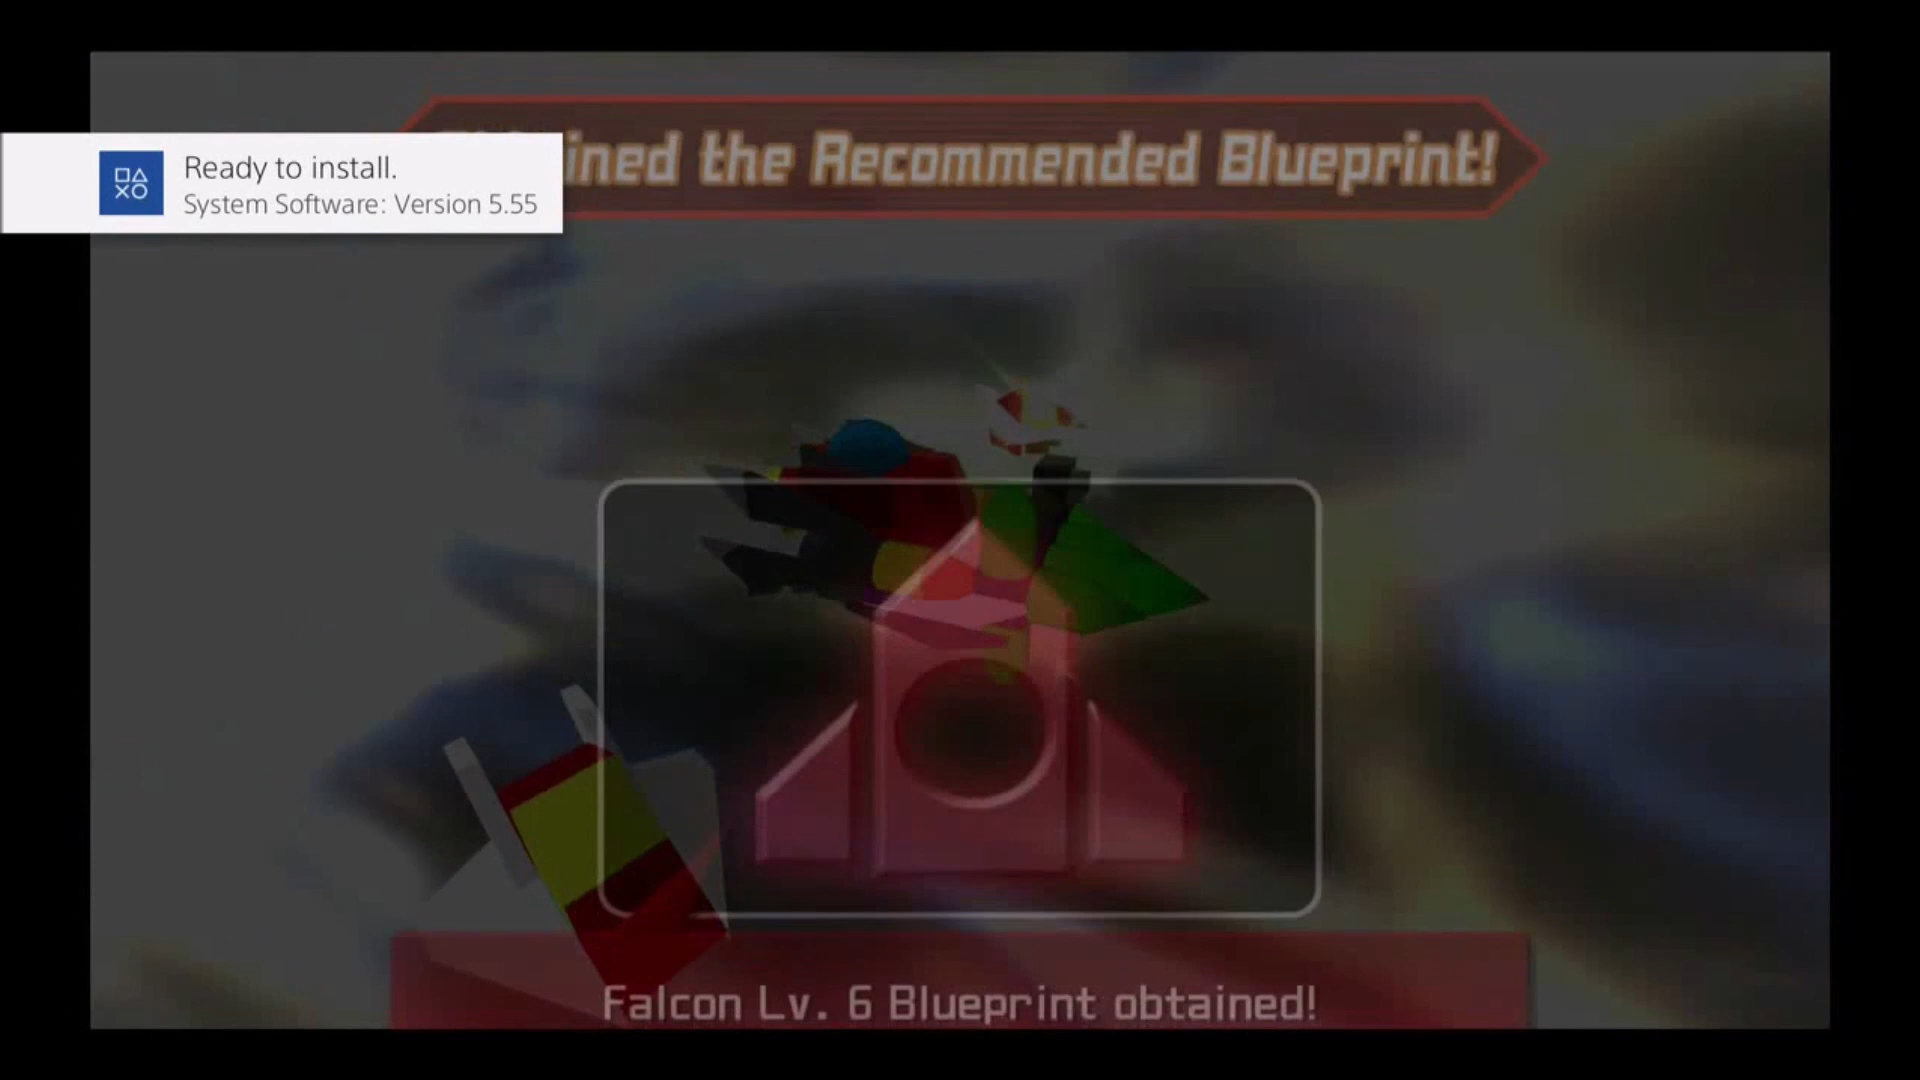 ined the Recommended Blueprint!
Ready to install.
System Software: Version 5.55
Falcon Lv. 6 Blueprint obtained!